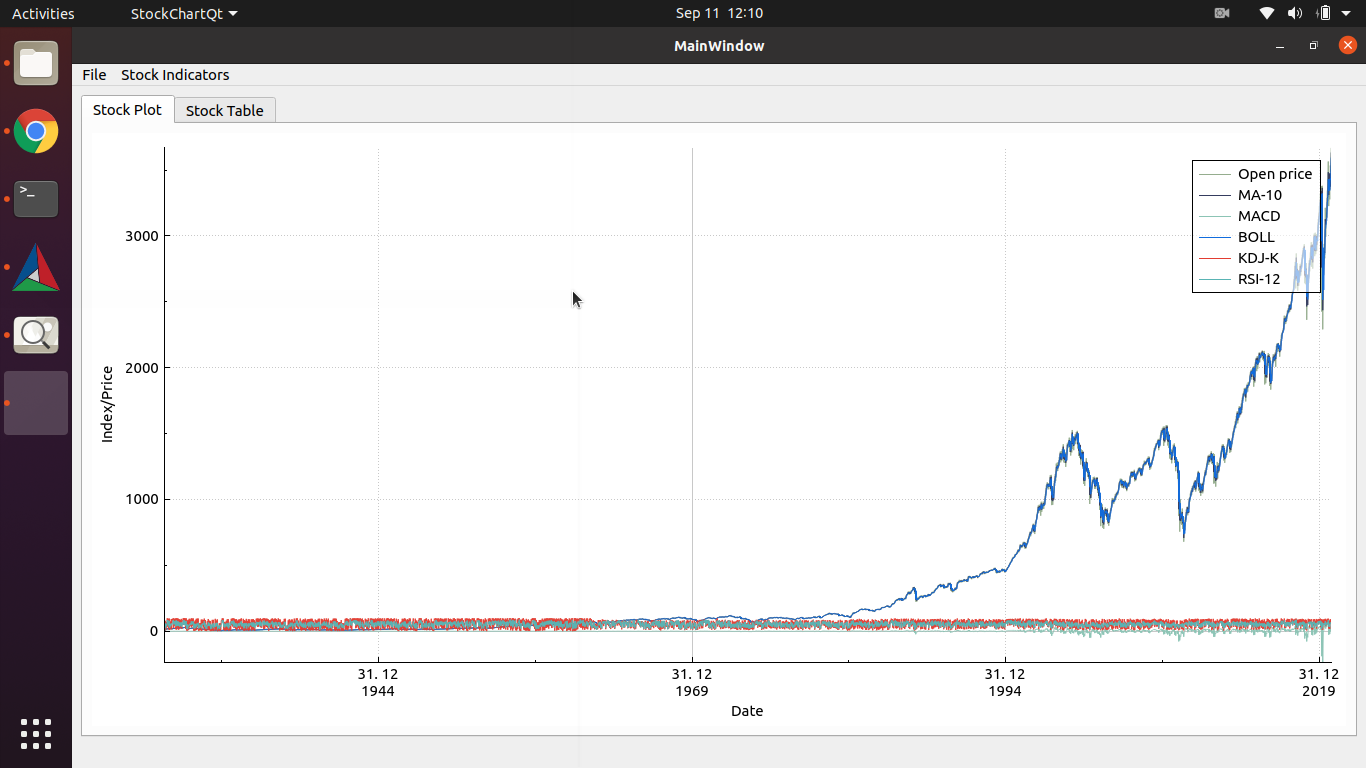 Activities StockChartQt Sep 11 12:10
MainWindow
File Stock Indicators
Stock Plot Stock Table
Open price
MA-10
MACD
BOLL
KDJ-K
RSI-12
3000
2000
1000
0
Index/Price
31.12 31.12 31.12 31.12
1944 1969 1994 2019
Date
>_